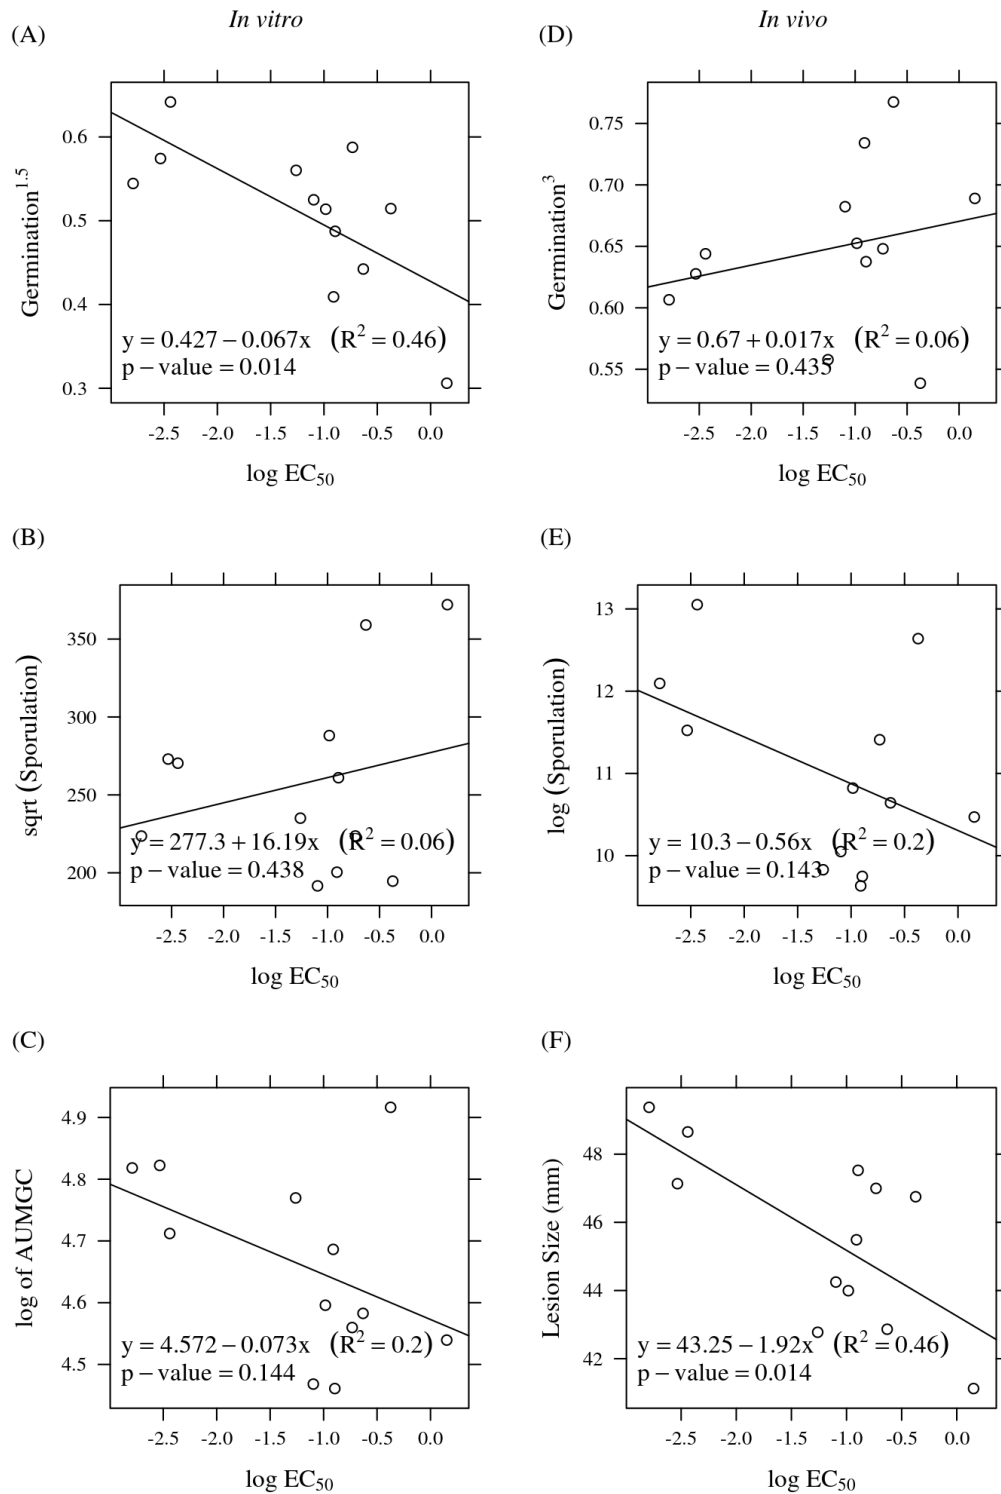 In vitro
In vivo
(A)
Germination^1.5
0.6
0.5
0.4
0.3
y = 0.427 − 0.067x (R² = 0.46)
p − value = 0.014
-2.5 -2.0 -1.5 -1.0 -0.5 0.0
log EC₅₀
(D)
Germination³
0.75
0.70
0.65
0.60
0.55
y = 0.67 + 0.017x (R² = 0.06)
p − value = 0.435
-2.5 -2.0 -1.5 -1.0 -0.5 0.0
log EC₅₀
(B)
sqrt (Sporulation)
350
300
250
200
y = 277.3 + 16.19x (R² = 0.06)
p − value = 0.438
-2.5 -2.0 -1.5 -1.0 -0.5 0.0
log EC₅₀
(E)
log (Sporulation)
13
12
11
10
y = 10.3 − 0.56x (R² = 0.2)
p − value = 0.143
-2.5 -2.0 -1.5 -1.0 -0.5 0.0
log EC₅₀
(C)
log of AUMGC
4.9
4.8
4.7
4.6
4.5
y = 4.572 − 0.073x (R² = 0.2)
p − value = 0.144
-2.5 -2.0 -1.5 -1.0 -0.5 0.0
log EC₅₀
(F)
Lesion Size (mm)
48
46
44
42
y = 43.25 − 1.92x (R² = 0.46)
p − value = 0.014
-2.5 -2.0 -1.5 -1.0 -0.5 0.0
log EC₅₀